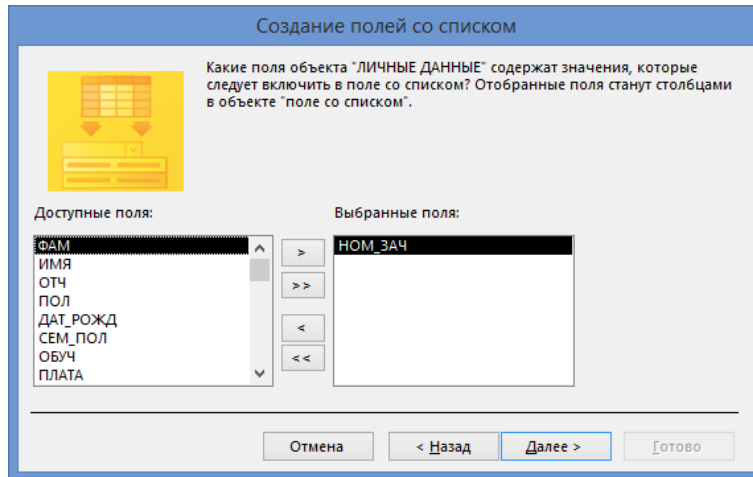 Создание полей со списком
Какие поля объекта "ЛИЧНЫЕ ДАННЫЕ" содержат значения, которые
следует включить в поле со списком? Отобранные поля станут столбцами
в объекте "поле со списком".
Доступные поля:
Выбранные поля:
ФАМ
ИМЯ
ОТЧ
ПОЛ
ДАТ_РОЖД
СЕМ_ПОЛ
ОБУЧ
ПЛАТА
>
>>
<
<<
НОМ_ЗАЧ
Отмена
< Назад
Далее >
Готово